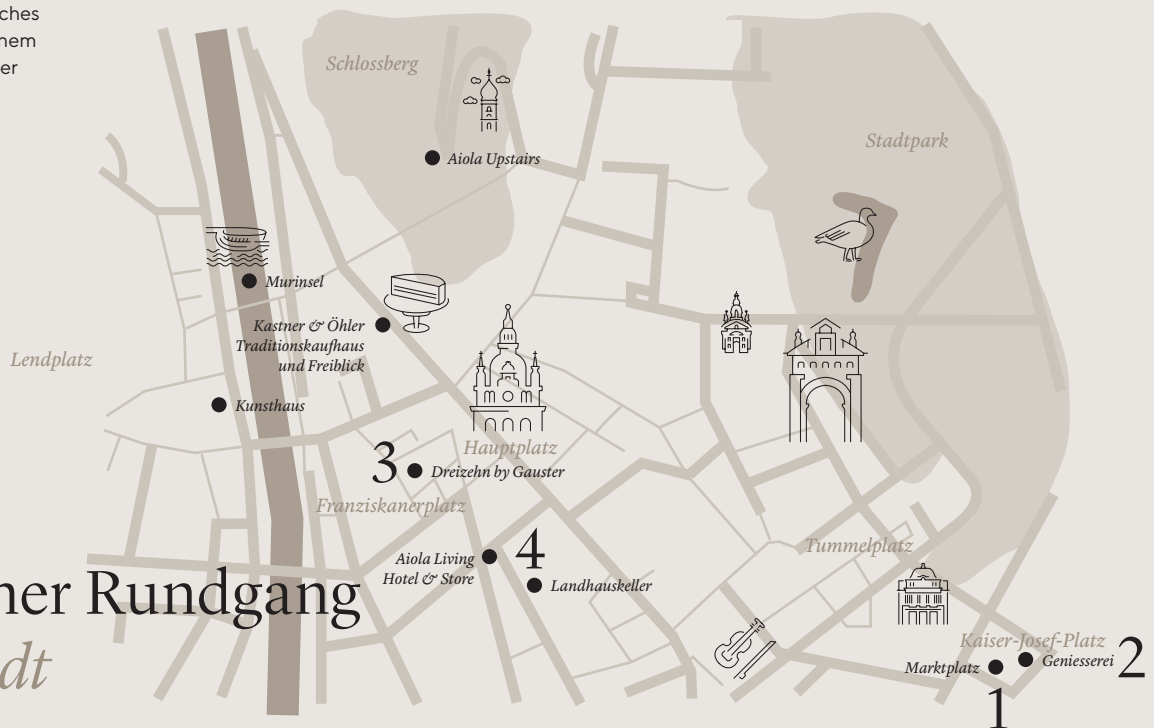 ches
nem
er
Schlossberg
Stadtpark
Aiola Upstairs
Murinsel
Kastner & Öhler
Traditionskaufhaus
und Freiblick
Lendplatz
Kunsthaus
Hauptplatz
3 Dreizehn by Gauster
Franziskanerplatz
4
Aiola Living
Hotel & Store
Landhauskeller
Tummelplatz
ner Rundgang
dt
Kaiser-Josef-Platz
Marktplatz
Geniesserei 2
1